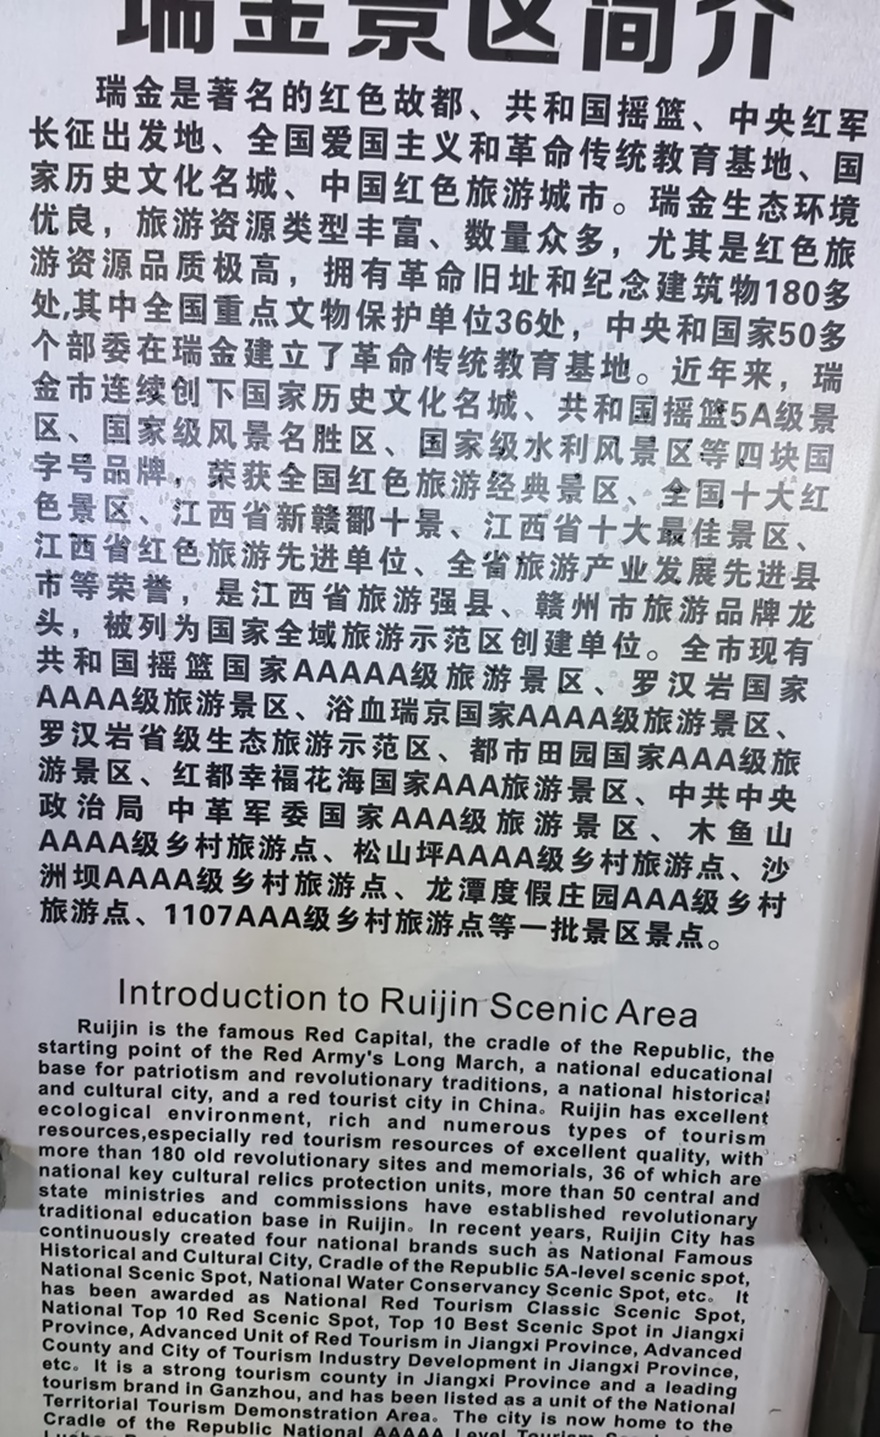 瑞金景区简介
瑞金是著名的红色故都、共和国摇篮、中央红军
长征出发地、全国爱国主义和革命传统教育基地、国
家历史文化名城、中国红色旅游城市。瑞金生态环境
优良，旅游资源类型丰富、数量众多，尤其是红色旅
游资源品质极高，拥有革命旧址和纪念建筑物180多
处,其中全国重点文物保护单位36处，中央和国家50多
个部委在瑞金建立了革命传统教育基地。近年来，瑞
金市连续创下国家历史文化名城、共和国摇篮5A级景
区、国家级风景名胜区、国家级水利风景区等四块国
字号品牌，荣获全国红色旅游经典景区、全国十大红
色景区、江西省新赣鄱十景、江西省十大最佳景区、
江西省红色旅游先进单位、全省旅游产业发展先进县
市等荣誉，是江西省旅游强县、赣州市旅游品牌龙
头，被列为国家全域旅游示范区创建单位。全市现有
共和国摇篮国家AAAAA级旅游景区、罗汉岩国家
AAAA级旅游景区、浴血瑞京国家AAAA级旅游景区、
罗汉岩省级生态旅游示范区、都市田园国家AAA级旅
游景区、红都幸福花海国家AAA旅游景区、中共中央
政治局 中革军委国家AAA级旅游景区、木鱼山
AAAA级乡村旅游点、松山坪AAAA级乡村旅游点、沙
洲坝AAAA级乡村旅游点、龙潭度假庄园AAA级乡村
旅游点、1107AAA级乡村旅游点等一批景区景点。
Introduction to Ruijin Scenic Area
Ruijin is the famous Red Capital, the cradle of the Republic, the
starting point of the Red Army's Long March, a national educational
base for patriotism and revolutionary traditions, a national historical
and cultural city, and a red tourist city in China。Ruijin has excellent
ecological environment, rich and numerous types of tourism
resources,especially red tourism resources of excellent quality, with
more than 180 old revolutionary sites and memorials, 36 of which are
national key cultural relics protection units, more than 50 central and
state ministries and commissions have established revolutionary
traditional education base in Ruijin。In recent years, Ruijin City has
continuously created four national brands such as National Famous
Historical and Cultural City, Cradle of the Republic 5A-level scenic spot,
National Scenic Spot, National Water Conservancy Scenic Spot, etc。It
has been awarded as National Red Tourism Classic Scenic Spot,
National Top 10 Red Scenic Spot, Top 10 Best Scenic Spot in Jiangxi
Province, Advanced Unit of Red Tourism in Jiangxi Province, Advanced
County and City of Tourism Industry Development in Jiangxi Province,
etc。It is a strong tourism county in Jiangxi Province and a leading
tourism brand in Ganzhou, and has been listed as a unit of the National
Territorial Tourism Demonstration Area。The city is now home to the
Cradle of the Republic National AAAAA Level Tourism